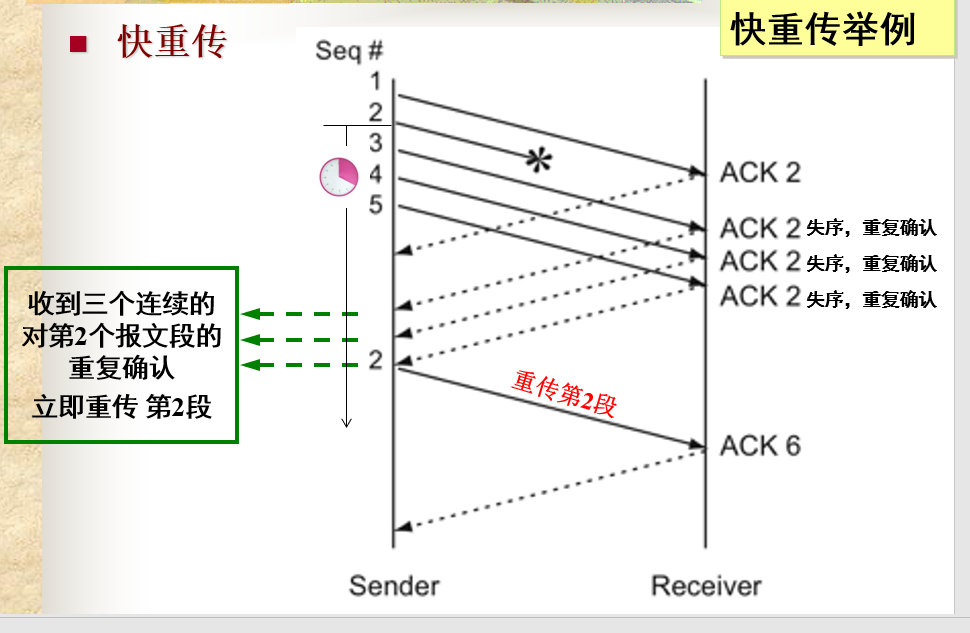 快重传
快重传举例
Seq #
1
2
3
4
5
ACK 2
ACK 2 失序，重复确认
ACK 2 失序，重复确认
ACK 2 失序，重复确认
收到三个连续的
对第2个报文段的
重复确认
立即重传 第2段
2
重传第2段
ACK 6
Sender
Receiver